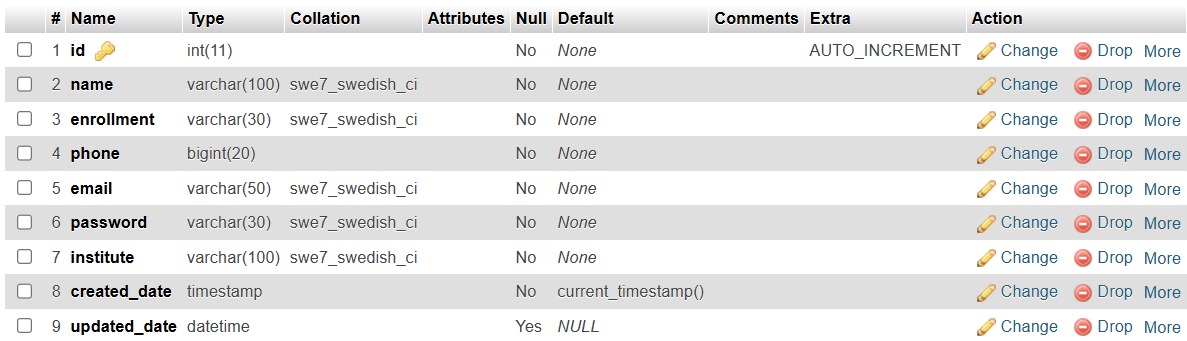 # Name Type Collation Attributes Null Default Comments Extra Action
1 id int(11) No None AUTO_INCREMENT Change Drop More
2 name varchar(100) swe7_swedish_ci No None Change Drop More
3 enrollment varchar(30) swe7_swedish_ci No None Change Drop More
4 phone bigint(20) No None Change Drop More
5 email varchar(50) swe7_swedish_ci No None Change Drop More
6 password varchar(30) swe7_swedish_ci No None Change Drop More
7 institute varchar(100) swe7_swedish_ci No None Change Drop More
8 created_date timestamp No current_timestamp() Change Drop More
9 updated_date datetime Yes NULL Change Drop More